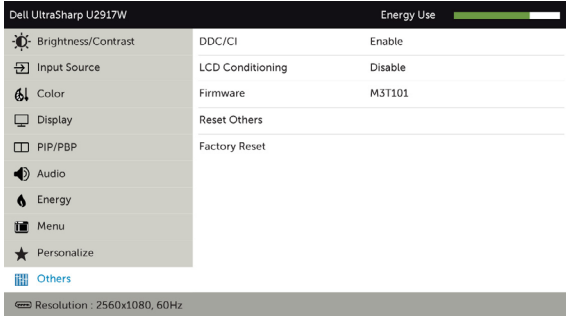 Dell UltraSharp U2917W Energy Use
Brightness/Contrast DDC/CI Enable
Input Source LCD Conditioning Disable
Color Firmware M3T101
Display Reset Others
PIP/PBP Factory Reset
Audio
Energy
Menu
Personalize
Others
Resolution : 2560x1080, 60Hz